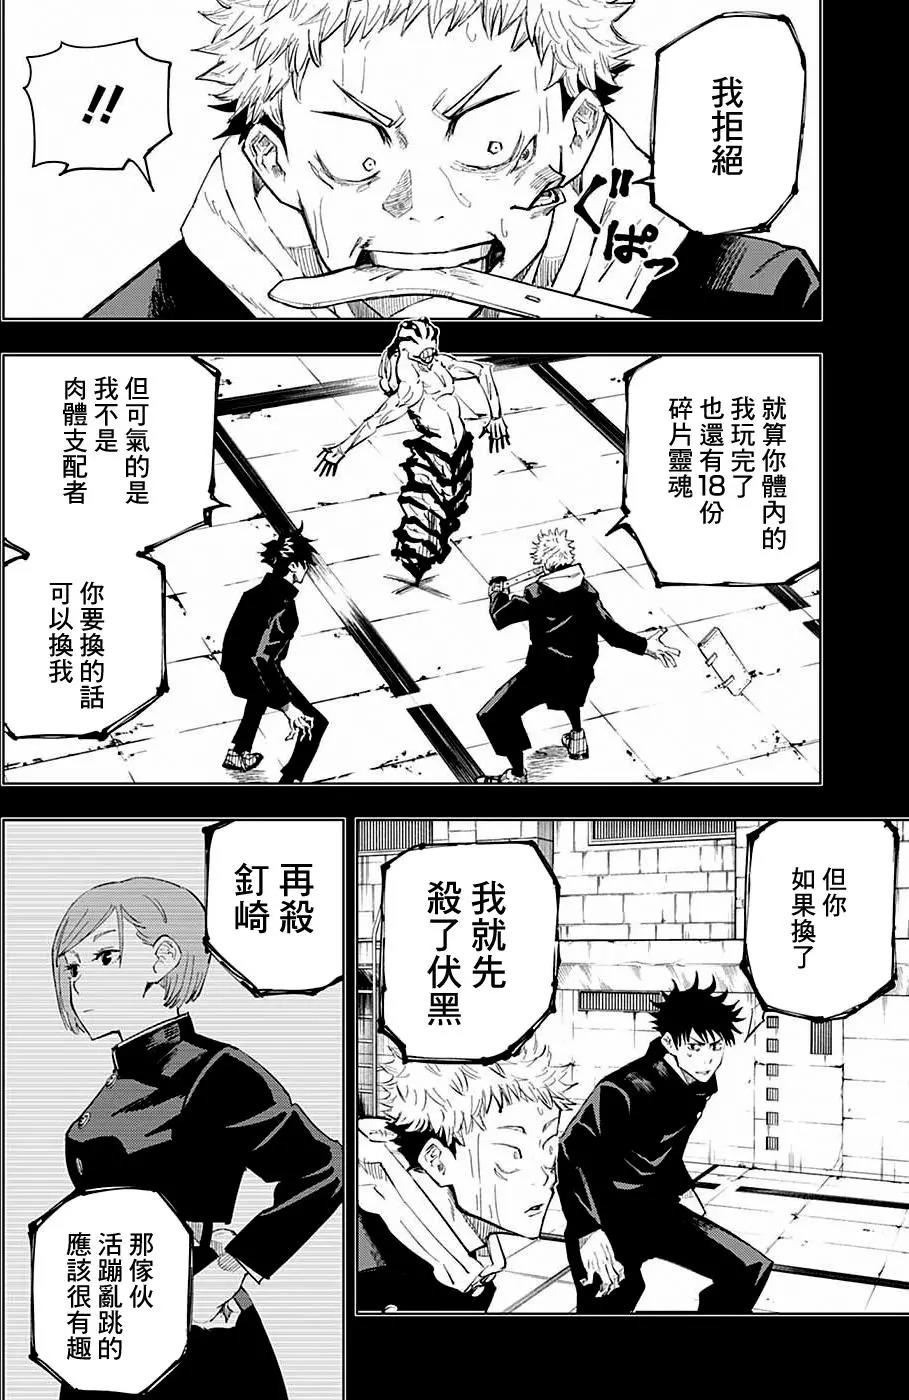 我拒絕
ベロ
ぽっ
!!
就算你體內的
我玩完了
也還有18份
碎片靈魂
但可氣的是
我不是
肉體支配者
你要換的話
可以換我
但你
如果換了
我就先
殺了伏黑
再殺
釘崎
那傢伙
活蹦亂跳的
應該很有趣